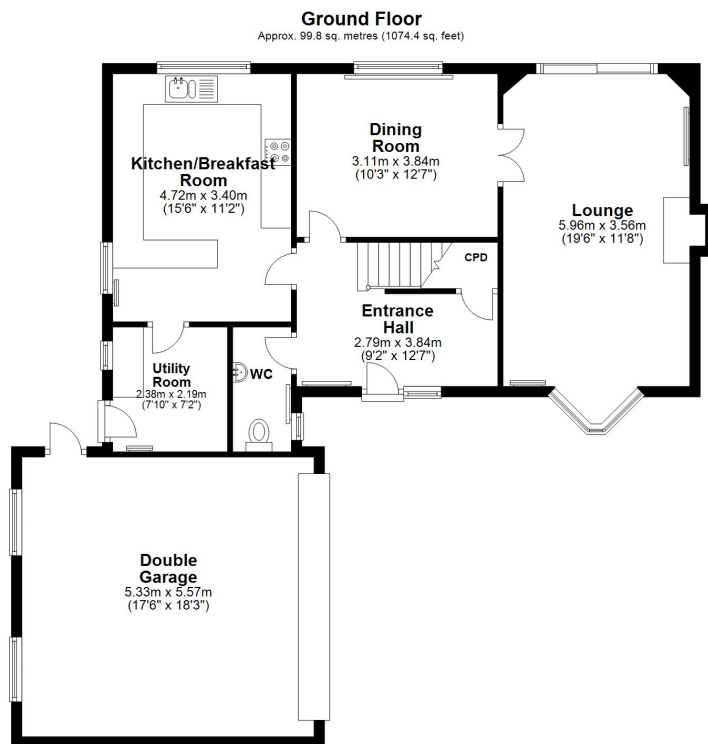 Ground Floor
Approx. 99.8 sq. metres (1074.4 sq. feet)
Kitchen/Breakfast
Room
4.72m x 3.40m
(15'6" x 11'2")
Dining
Room
3.11m x 3.84m
(10'3" x 12'7")
Lounge
5.96m x 3.56m
(19'6" x 11'8")
CPD
Entrance
Hall
2.79m x 3.84m
(9'2" x 12'7")
Utility
Room
2.38m x 2.19m
(7'10" x 7'2")
WC
Double
Garage
5.33m x 5.57m
(17'6" x 18'3")